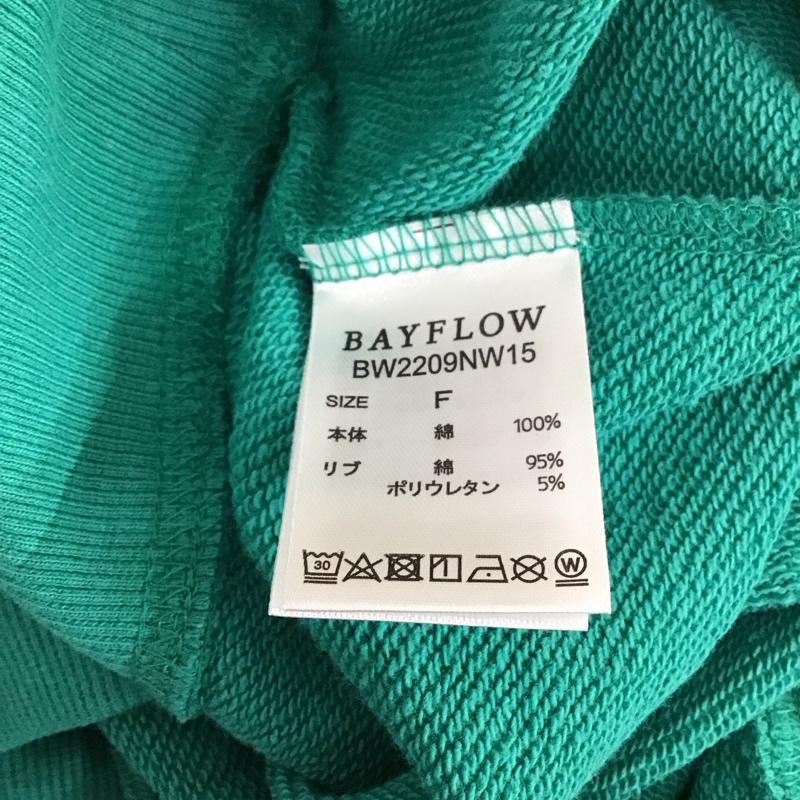 BAYFLOW
BW2209NW15
SIZE F
本体 綿 100%
リブ 綿 95%
ポリウレタン 5%
30 W